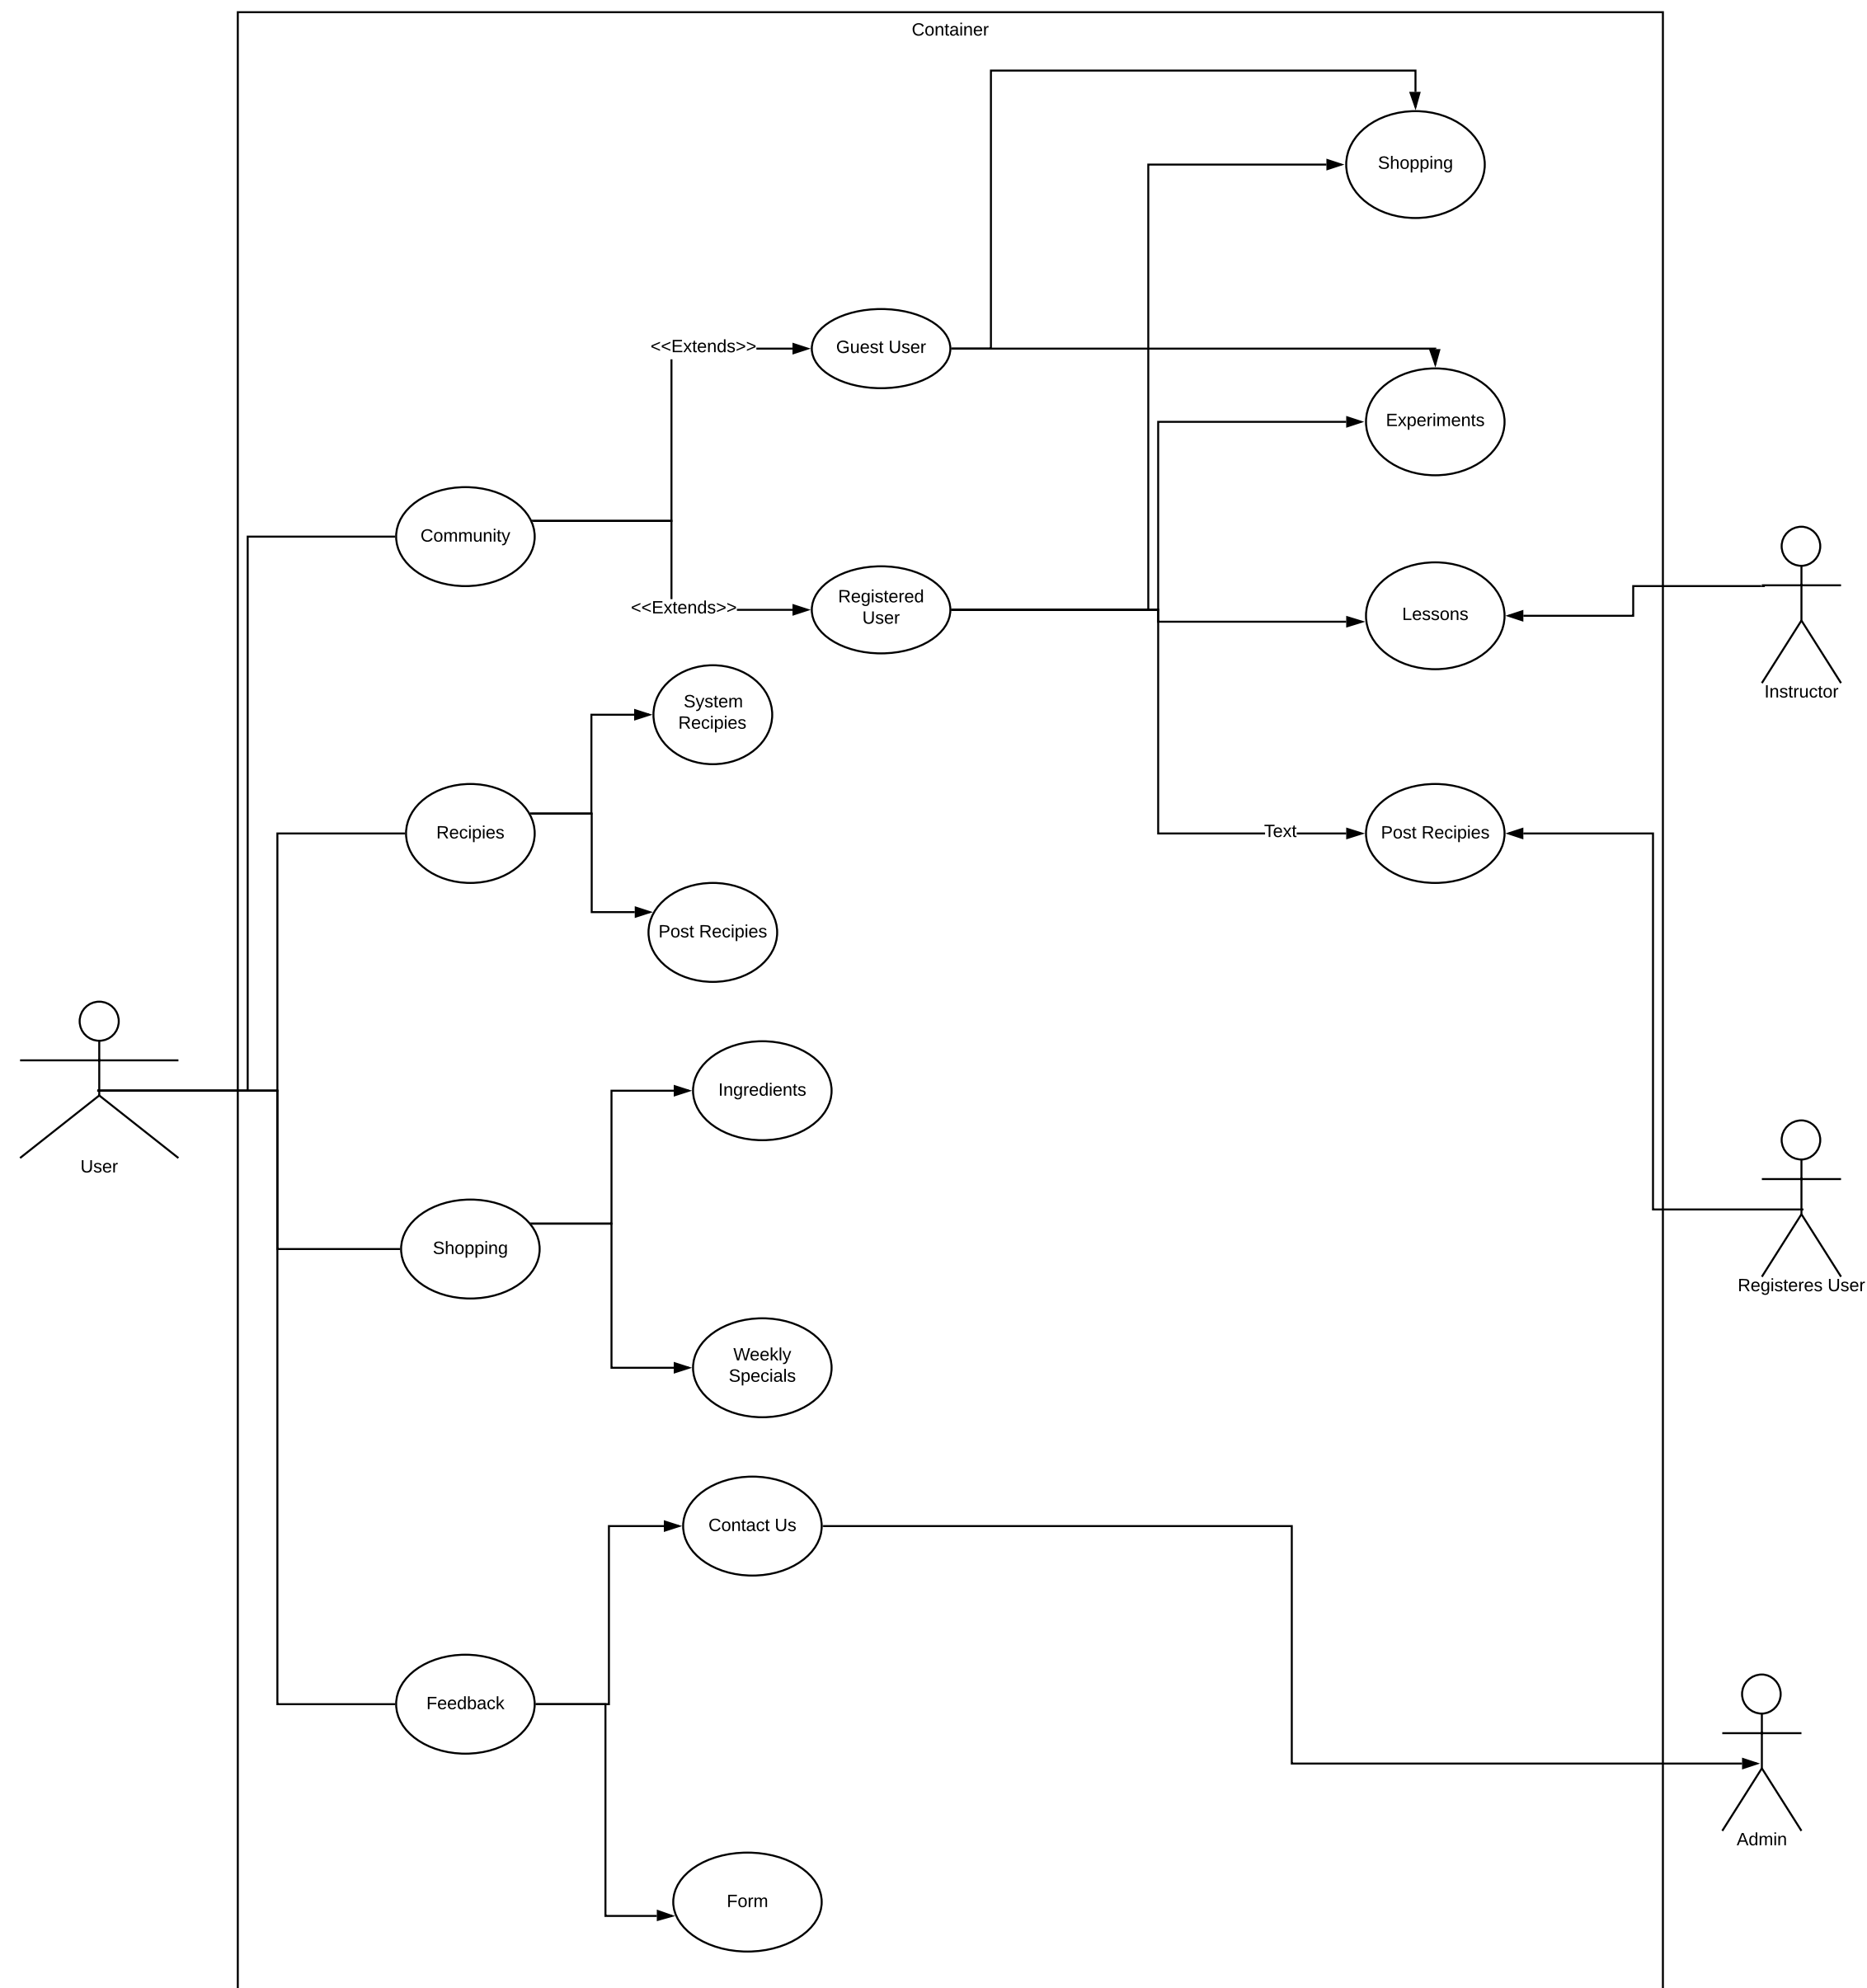 Container
Shopping
<<Extends>>
Guest User
Experiments
Community
<<Extends>>
Registered
User
Lessons
Instructor
System
Recipies
Recipies
Text
Post Recipies
Post Recipies
Ingredients
User
Shopping
Registeres User
Weekly
Specials
Contact Us
Feedback
Admin
Form